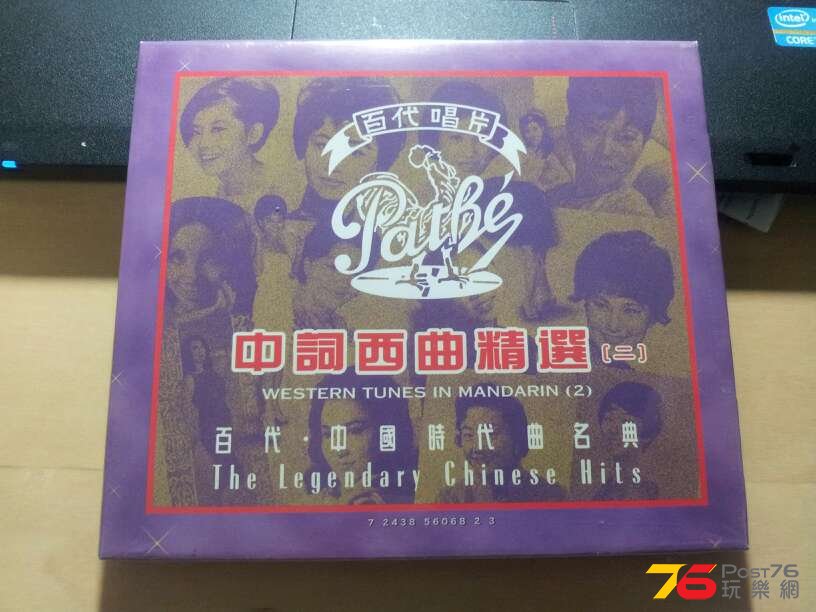 intel
CORE
百代唱片
Pathé
中詞西曲精選〔二〕
WESTERN TUNES IN MANDARIN (2)
百代·中國時代曲名典
The Legendary Chinese Hits
7 2438 56068 2 3
76 POST76
玩樂網